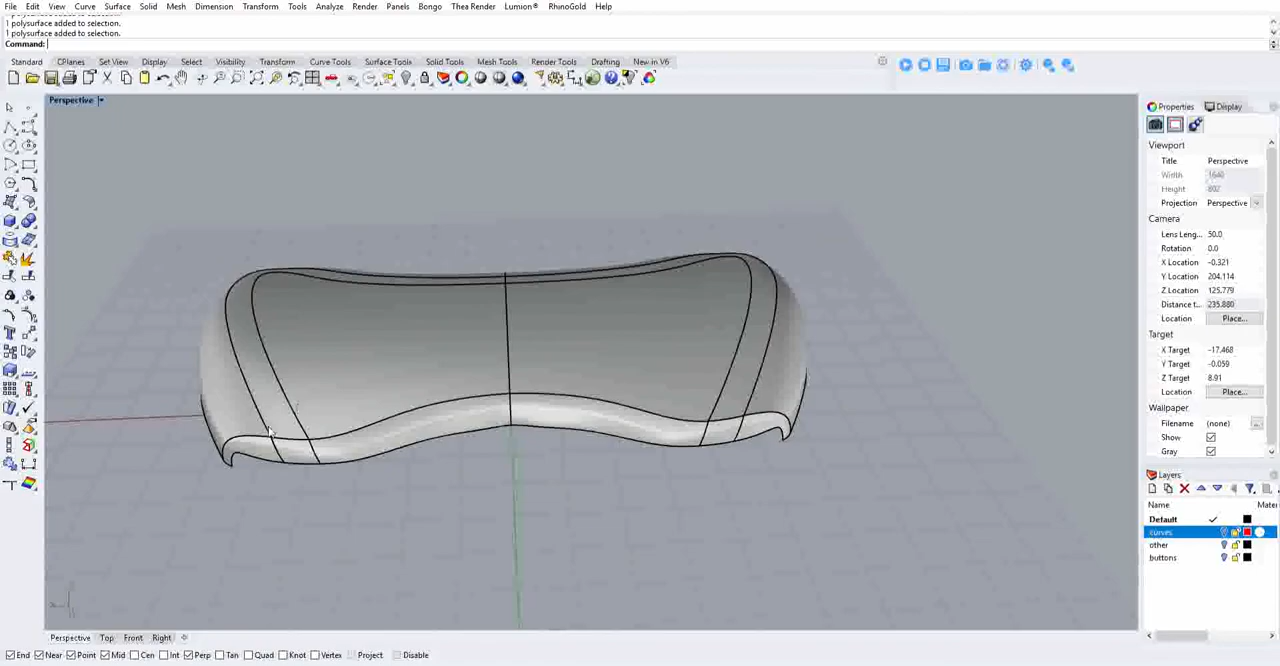 File Edit View Curve Surface Solid Mesh Dimension Transform Tools Analyze Render Panels Bongo Thea Render Lumion® RhinoGold Help
1 polysurface added to selection.
1 polysurface added to selection.
Command:
Standard CPlanes Set View Display Select Viewport Layout Visibility Transform Curve Tools Surface Tools Solid Tools Mesh Tools Render Tools Drafting New in V6
Perspective
Properties Display
Viewport
Title Perspective
Width 1640
Height 802
Projection Perspective
Camera
Lens Leng... 50.0
Rotation 0.0
X Location -0.321
Y Location 204.114
Z Location 125.779
Distance t... 235.880
Location Place...
Target
X Target -17.468
Y Target -0.059
Z Target 8.91
Location Place...
Wallpaper
Filename (none) ...
Show
Gray
Layers
Name Mater
Default
curves
other
buttons
Perspective Top Front Right
End Near Point Mid Cen Int Perp Tan Quad Knot Vertex Project Disable